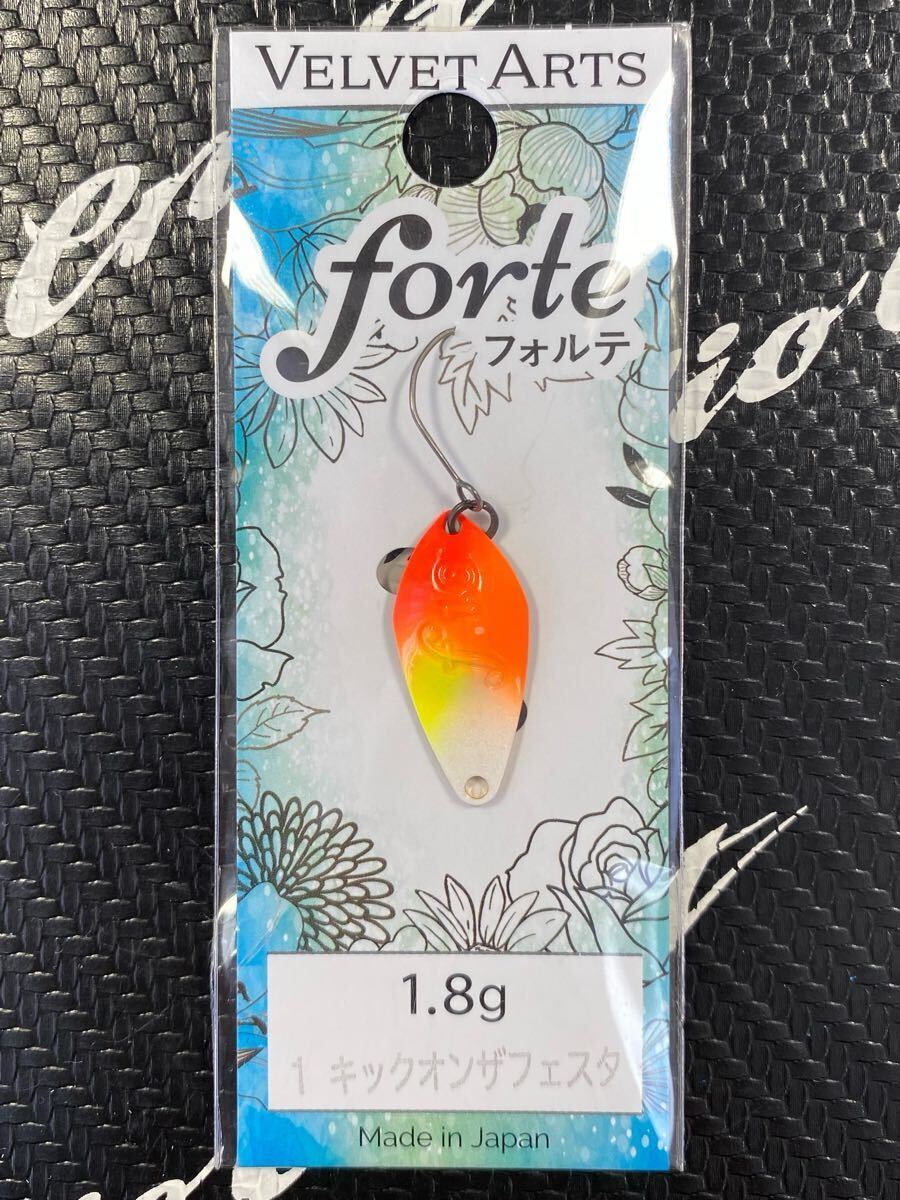 VELVET ARTS
forte
フォルテ
1.8g
1 キックオンザフェスタ
Made in Japan